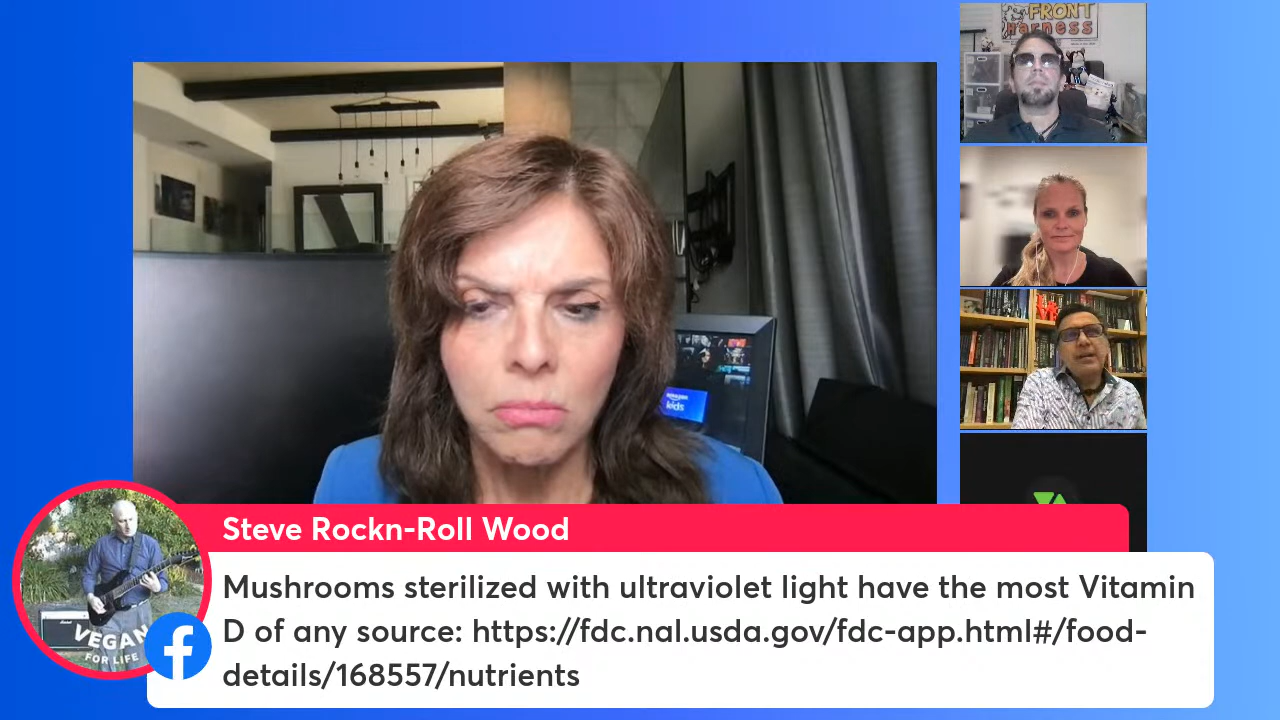 FRONT
Harness
amazon
kids
Steve Rockn-Roll Wood
Mushrooms sterilized with ultraviolet light have the most Vitamin
D of any source: https://fdc.nal.usda.gov/fdc-app.html#/food-
details/168557/nutrients
VEGAN
FOR LIFE